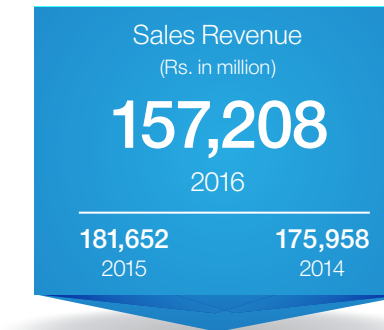 Sales Revenue
(Rs. in million)
157,208
2016
181,652 175,958
2015 2014